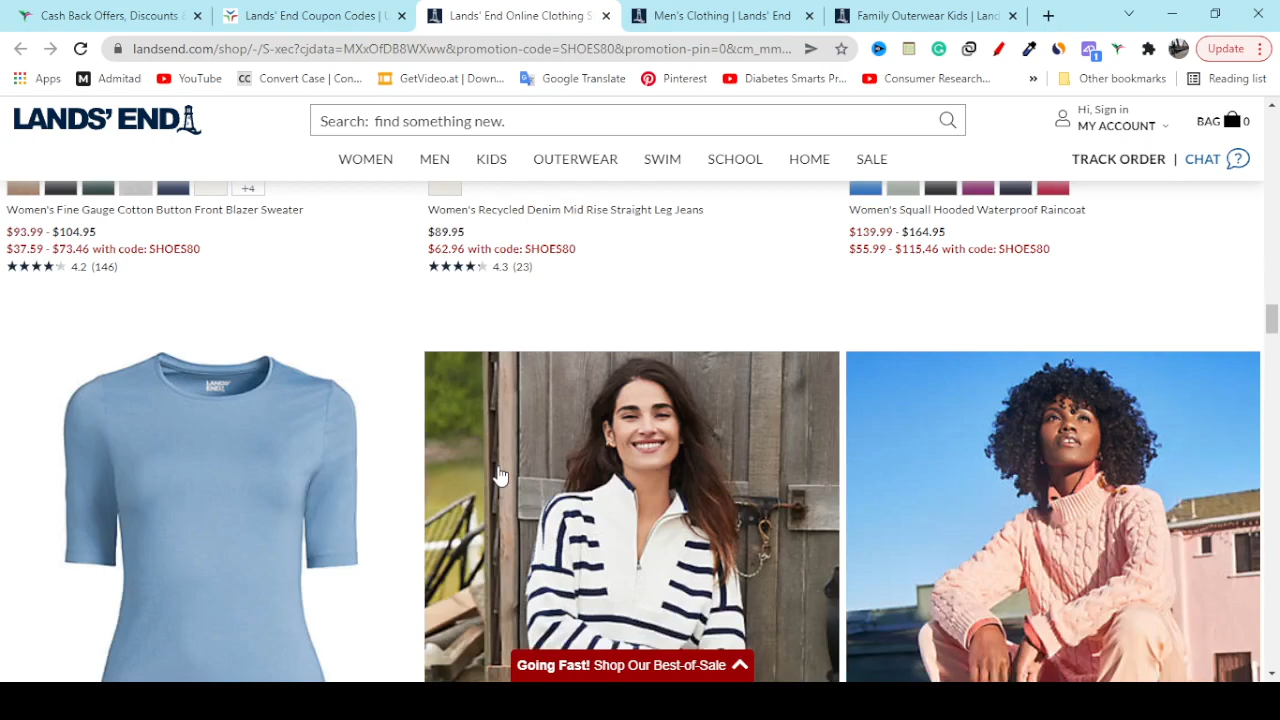 Cash Back Offers, Discounts &
Lands' End Coupon Codes | U
Lands' End Online Clothing S
Men's Clothing | Lands' End
Family Outerwear Kids | Land
landsend.com/shop/-/S-xec?cjdata=MXxOfDB8WXww&promotion-code=SHOES80&promotion-pin=0&cm_mm...
Update
Apps
Admitad
YouTube
CC Convert Case | Con...
GetVideo.ai | Down...
Google Translate
Pinterest
Diabetes Smarts Pr...
Consumer Research...
»
Other bookmarks
Reading list
LANDS' END
Search: find something new.
Hi, Sign in
MY ACCOUNT
BAG 0
WOMEN MEN KIDS OUTERWEAR SWIM SCHOOL HOME SALE
TRACK ORDER | CHAT ?
+4
Women's Fine Gauge Cotton Button Front Blazer Sweater
$93.99 - $104.95
$37.59 - $73.46 with code: SHOES80
★★★★★ 4.2 (146)
Women's Recycled Denim Mid Rise Straight Leg Jeans
$89.95
$62.96 with code: SHOES80
★★★★★ 4.3 (23)
Women's Squall Hooded Waterproof Raincoat
$139.99 - $164.95
$55.99 - $115.46 with code: SHOES80
LANDS' END
Going Fast! Shop Our Best-of-Sale